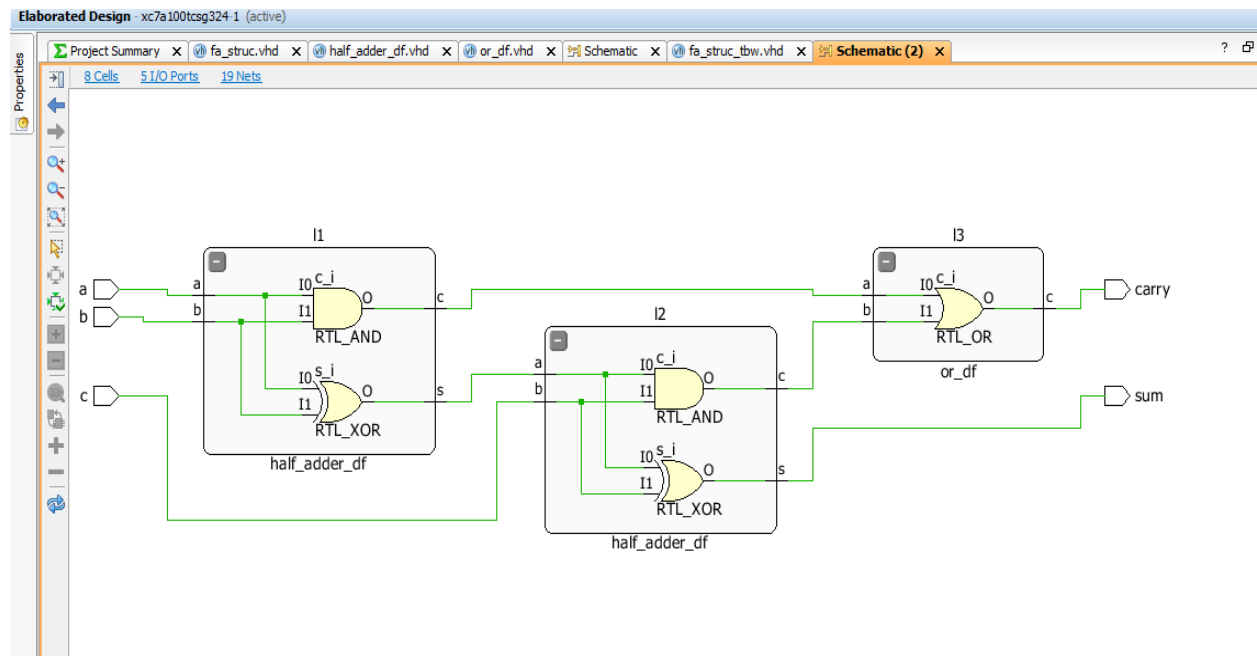 Elaborated Design - xc7a100tcsg324-1 (active)
Properties
Σ Project Summary x fa_struc.vhd x half_adder_df.vhd x or_df.vhd x Schematic x fa_struc_tbw.vhd x Schematic (2) x ?
8 Cells 5 I/O Ports 19 Nets
I1
a
b
I0
I1
c_i
O
RTL_AND
c
I0
I1
s_i
O
RTL_XOR
s
half_adder_df
a
b
c
I2
a
b
I0
I1
c_i
O
RTL_AND
c
I0
I1
s_i
O
RTL_XOR
s
half_adder_df
I3
a
b
I0
I1
c_i
O
RTL_OR
c
or_df
carry
sum